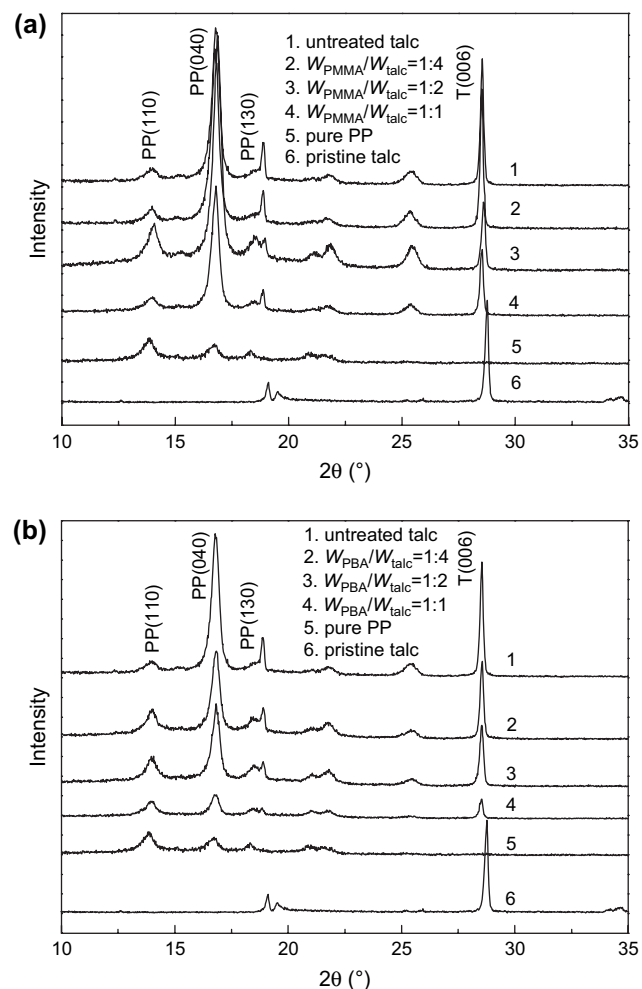 (a)
PP(110)
PP(040)
PP(130)
T(006)
1. untreated talc
2. WPMMA/Wtalc=1:4
3. WPMMA/Wtalc=1:2
4. WPMMA/Wtalc=1:1
5. pure PP
6. pristine talc
1
2
3
4
5
6
Intensity
10 15 20 25 30 35
2θ (°)
(b)
PP(110)
PP(040)
PP(130)
T(006)
1. untreated talc
2. WPBA/Wtalc=1:4
3. WPBA/Wtalc=1:2
4. WPBA/Wtalc=1:1
5. pure PP
6. pristine talc
1
2
3
4
5
6
Intensity
10 15 20 25 30 35
2θ (°)